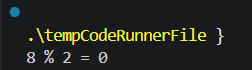 .\tempCodeRunnerFile }
8 % 2 = 0